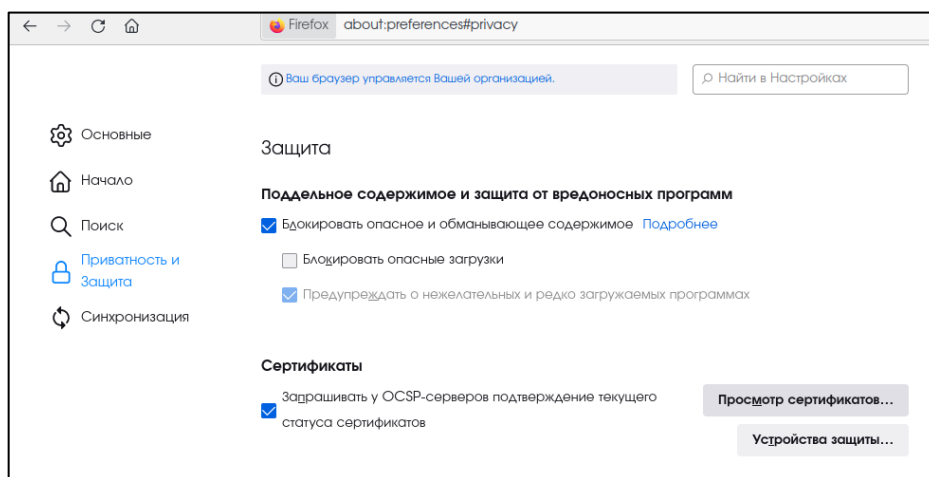 Firefox about:preferences#privacy
Ваш браузер управляется Вашей организацией.
Найти в Настройках
Основные
Начало
Поиск
Приватность и
Защита
Синхронизация
Защита
Поддельное содержимое и защита от вредоносных программ
Блокировать опасное и обманывающее содержимое Подробнее
Блокировать опасные загрузки
Предупреждать о нежелательных и редко загружаемых программах
Сертификаты
Запрашивать у OCSP-серверов подтверждение текущего
статуса сертификатов
Просмотр сертификатов...
Устройства защиты...